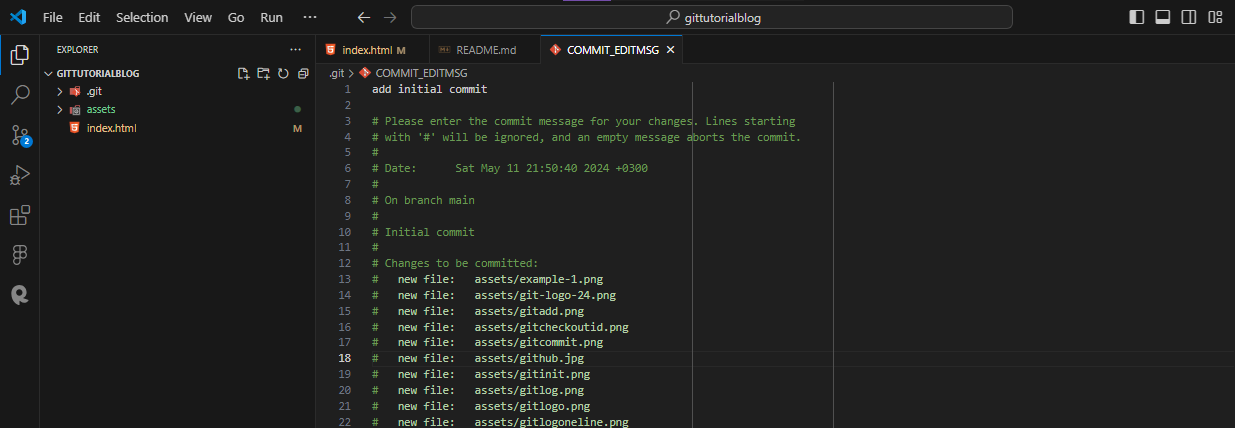 File Edit Selection View Go Run ··· ← → gittutorialblog
EXPLORER ···
index.html M README.md COMMIT_EDITMSG ×
GITTUTORIALBLOG
.git > COMMIT_EDITMSG
> .git
> assets
index.html M
2
1 add initial commit
2
3 # Please enter the commit message for your changes. Lines starting
4 # with '#' will be ignored, and an empty message aborts the commit.
5 #
6 # Date:      Sat May 11 21:50:40 2024 +0300
7 #
8 # On branch main
9 #
10 # Initial commit
11 #
12 # Changes to be committed:
13 #   new file:   assets/example-1.png
14 #   new file:   assets/git-logo-24.png
15 #   new file:   assets/gitadd.png
16 #   new file:   assets/gitcheckoutid.png
17 #   new file:   assets/gitcommit.png
18 #   new file:   assets/github.jpg
19 #   new file:   assets/gitinit.png
20 #   new file:   assets/gitlog.png
21 #   new file:   assets/gitlogo.png
22 #   new file:   assets/gitlogoneline.png